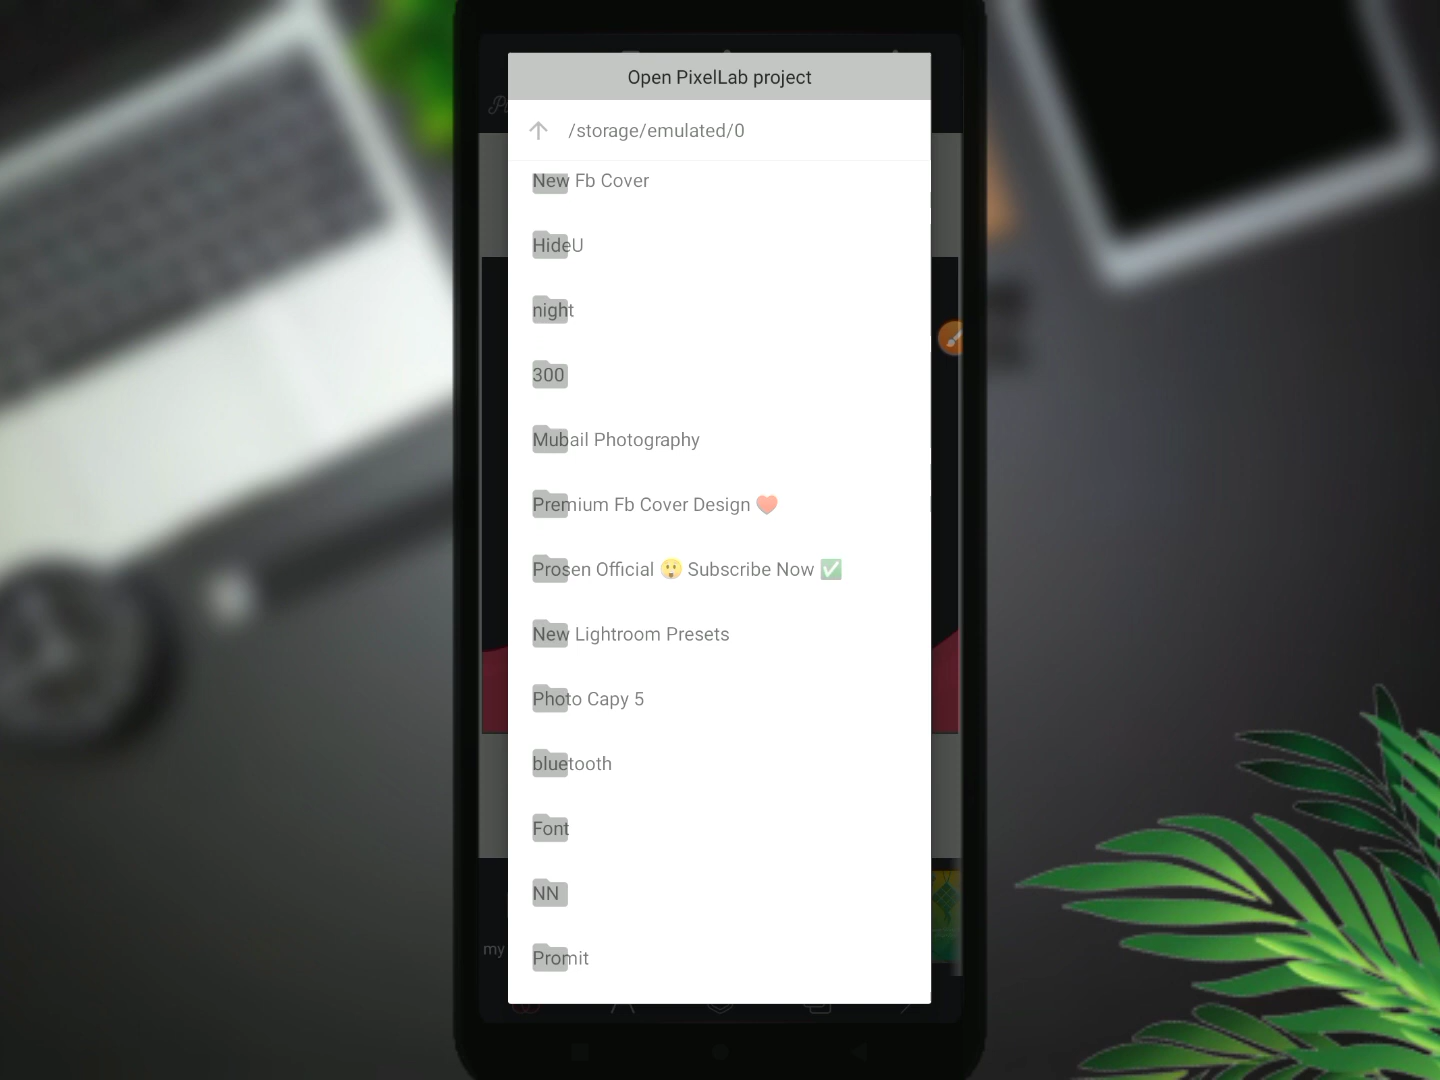 Open PixelLab project
/storage/emulated/0
New Fb Cover
HideU
night
300
Mubail Photography
Premium Fb Cover Design ❤️
Prosen Official 😲 Subscribe Now ✅
New Lightroom Presets
Photo Capy 5
bluetooth
Font
NN
Promit
my